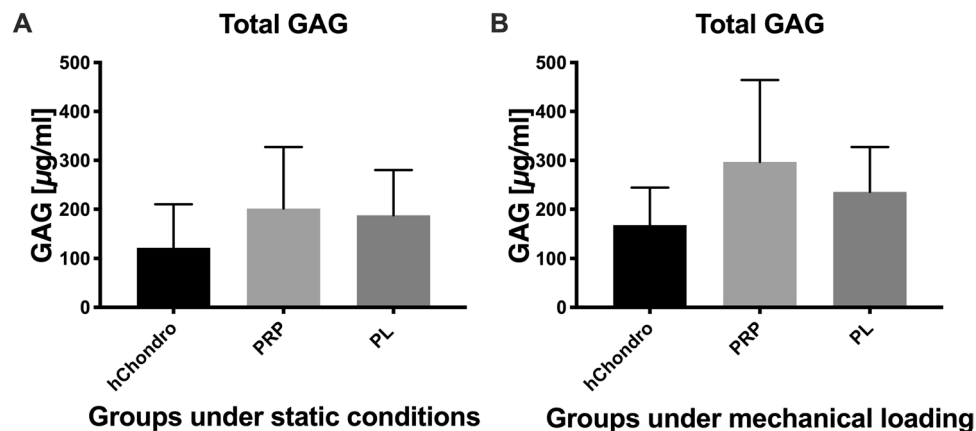 A
Total GAG
500
400
300
200
100
0
GAG [µg/ml]
hChondro
PRP
PL
Groups under static conditions
B
Total GAG
500
400
300
200
100
0
GAG [µg/ml]
hChondro
PRP
PL
Groups under mechanical loading